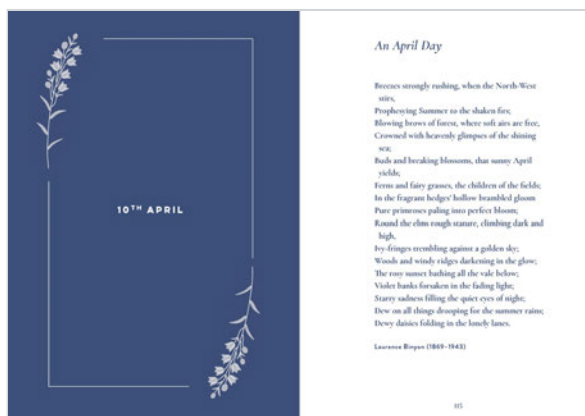 10TH APRIL
An April Day
Breezes strongly rushing, when the North-West
stirs,
Prophesying Summer to the shaken firs;
Blowing brows of forest, where soft airs are free,
Crowned with heavenly glimpses of the shining
sea;
Buds and breaking blossoms, that sunny April
yields;
Ferns and fairy grasses, the children of the fields;
In the fragrant hedges' hollow brambled gloom
Pure primroses paling into perfect bloom;
Round the elms rough stature, climbing dark and
high,
Ivy-fringes trembling against a golden sky;
Woods and windy ridges darkening in the glow;
The rosy sunset bathing all the vale below;
Violet banks forsaken in the fading light;
Starry sadness filling the quiet eyes of night;
Dew on all things drooping for the summer rains;
Dewy daisies folding in the lonely lanes.
Laurence Binyon (1869–1943)
115